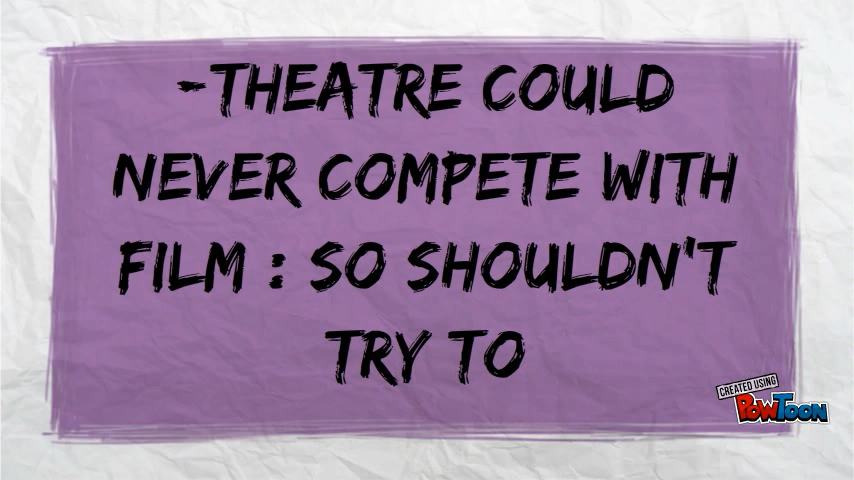 -THEATRE COULD
NEVER COMPETE WITH
FILM : SO SHOULDN'T
TRY TO
CREATED USING
POWTOON